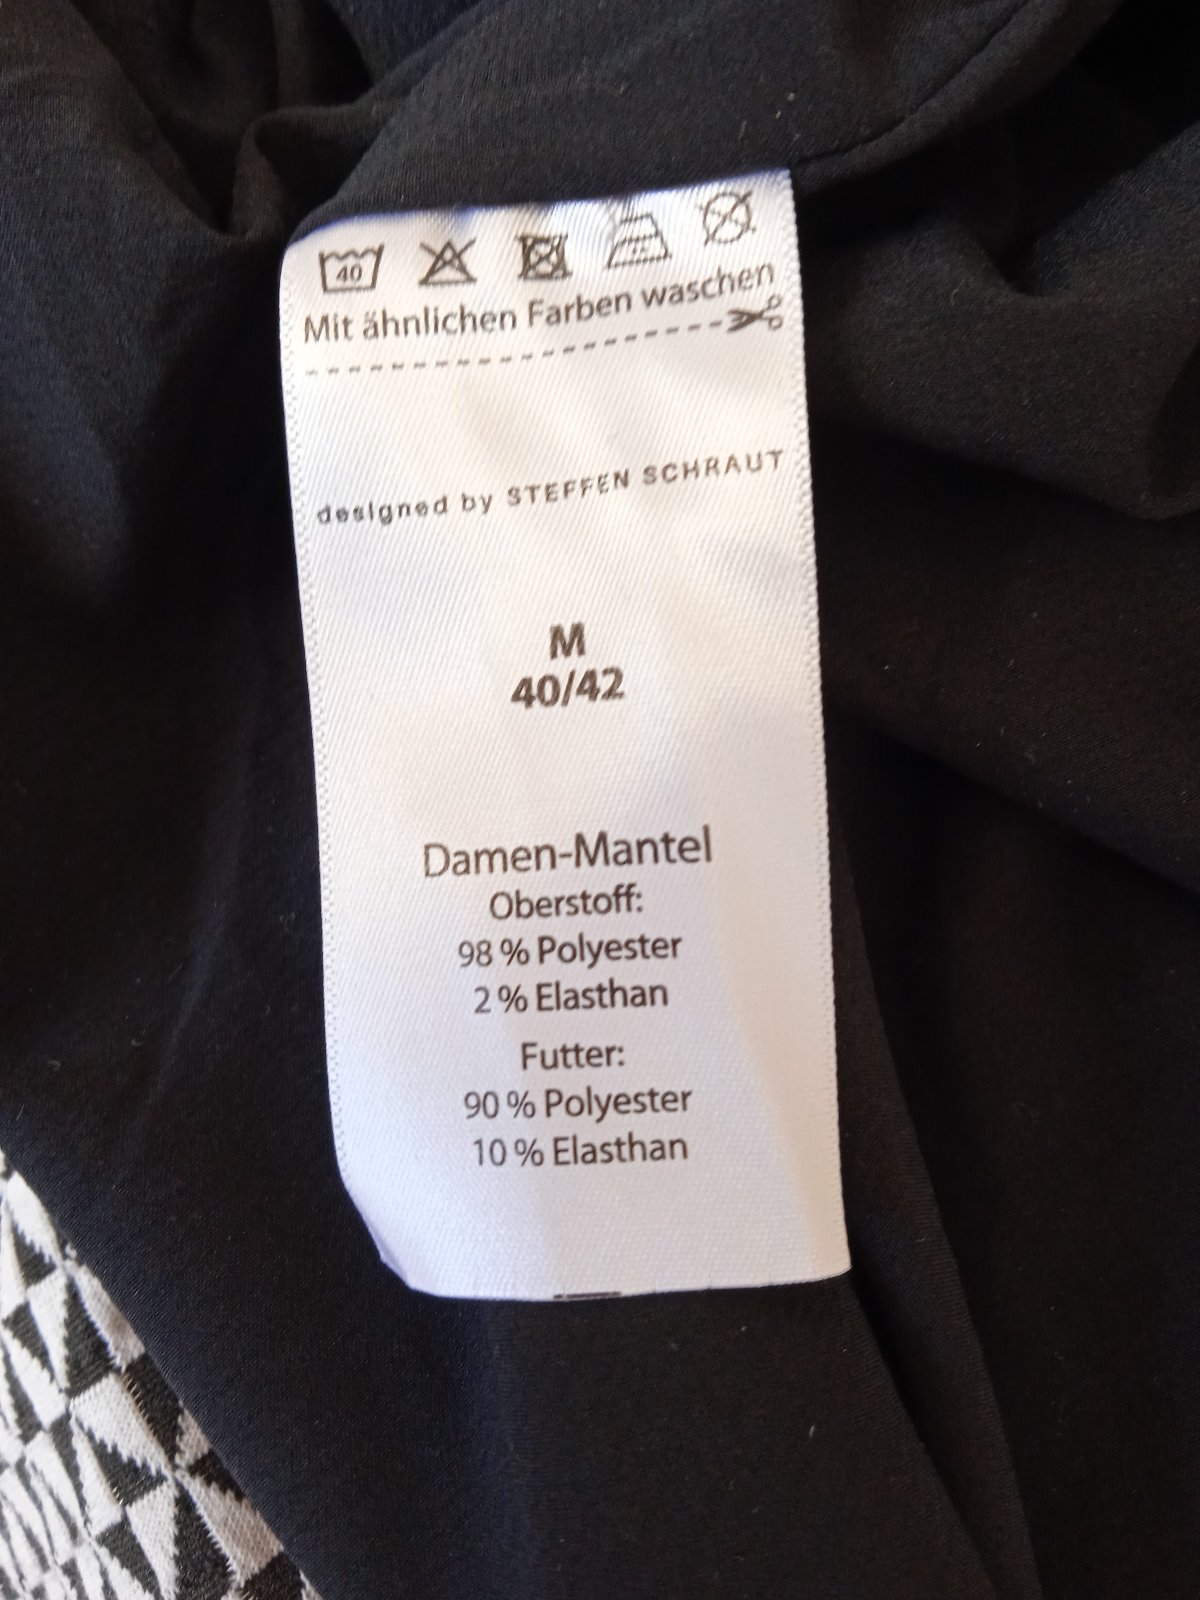 40
Mit ähnlichen Farben waschen
designed by STEFFEN SCHRAUT
M
40/42
Damen-Mantel
Oberstoff:
98 % Polyester
2 % Elasthan
Futter:
90 % Polyester
10 % Elasthan